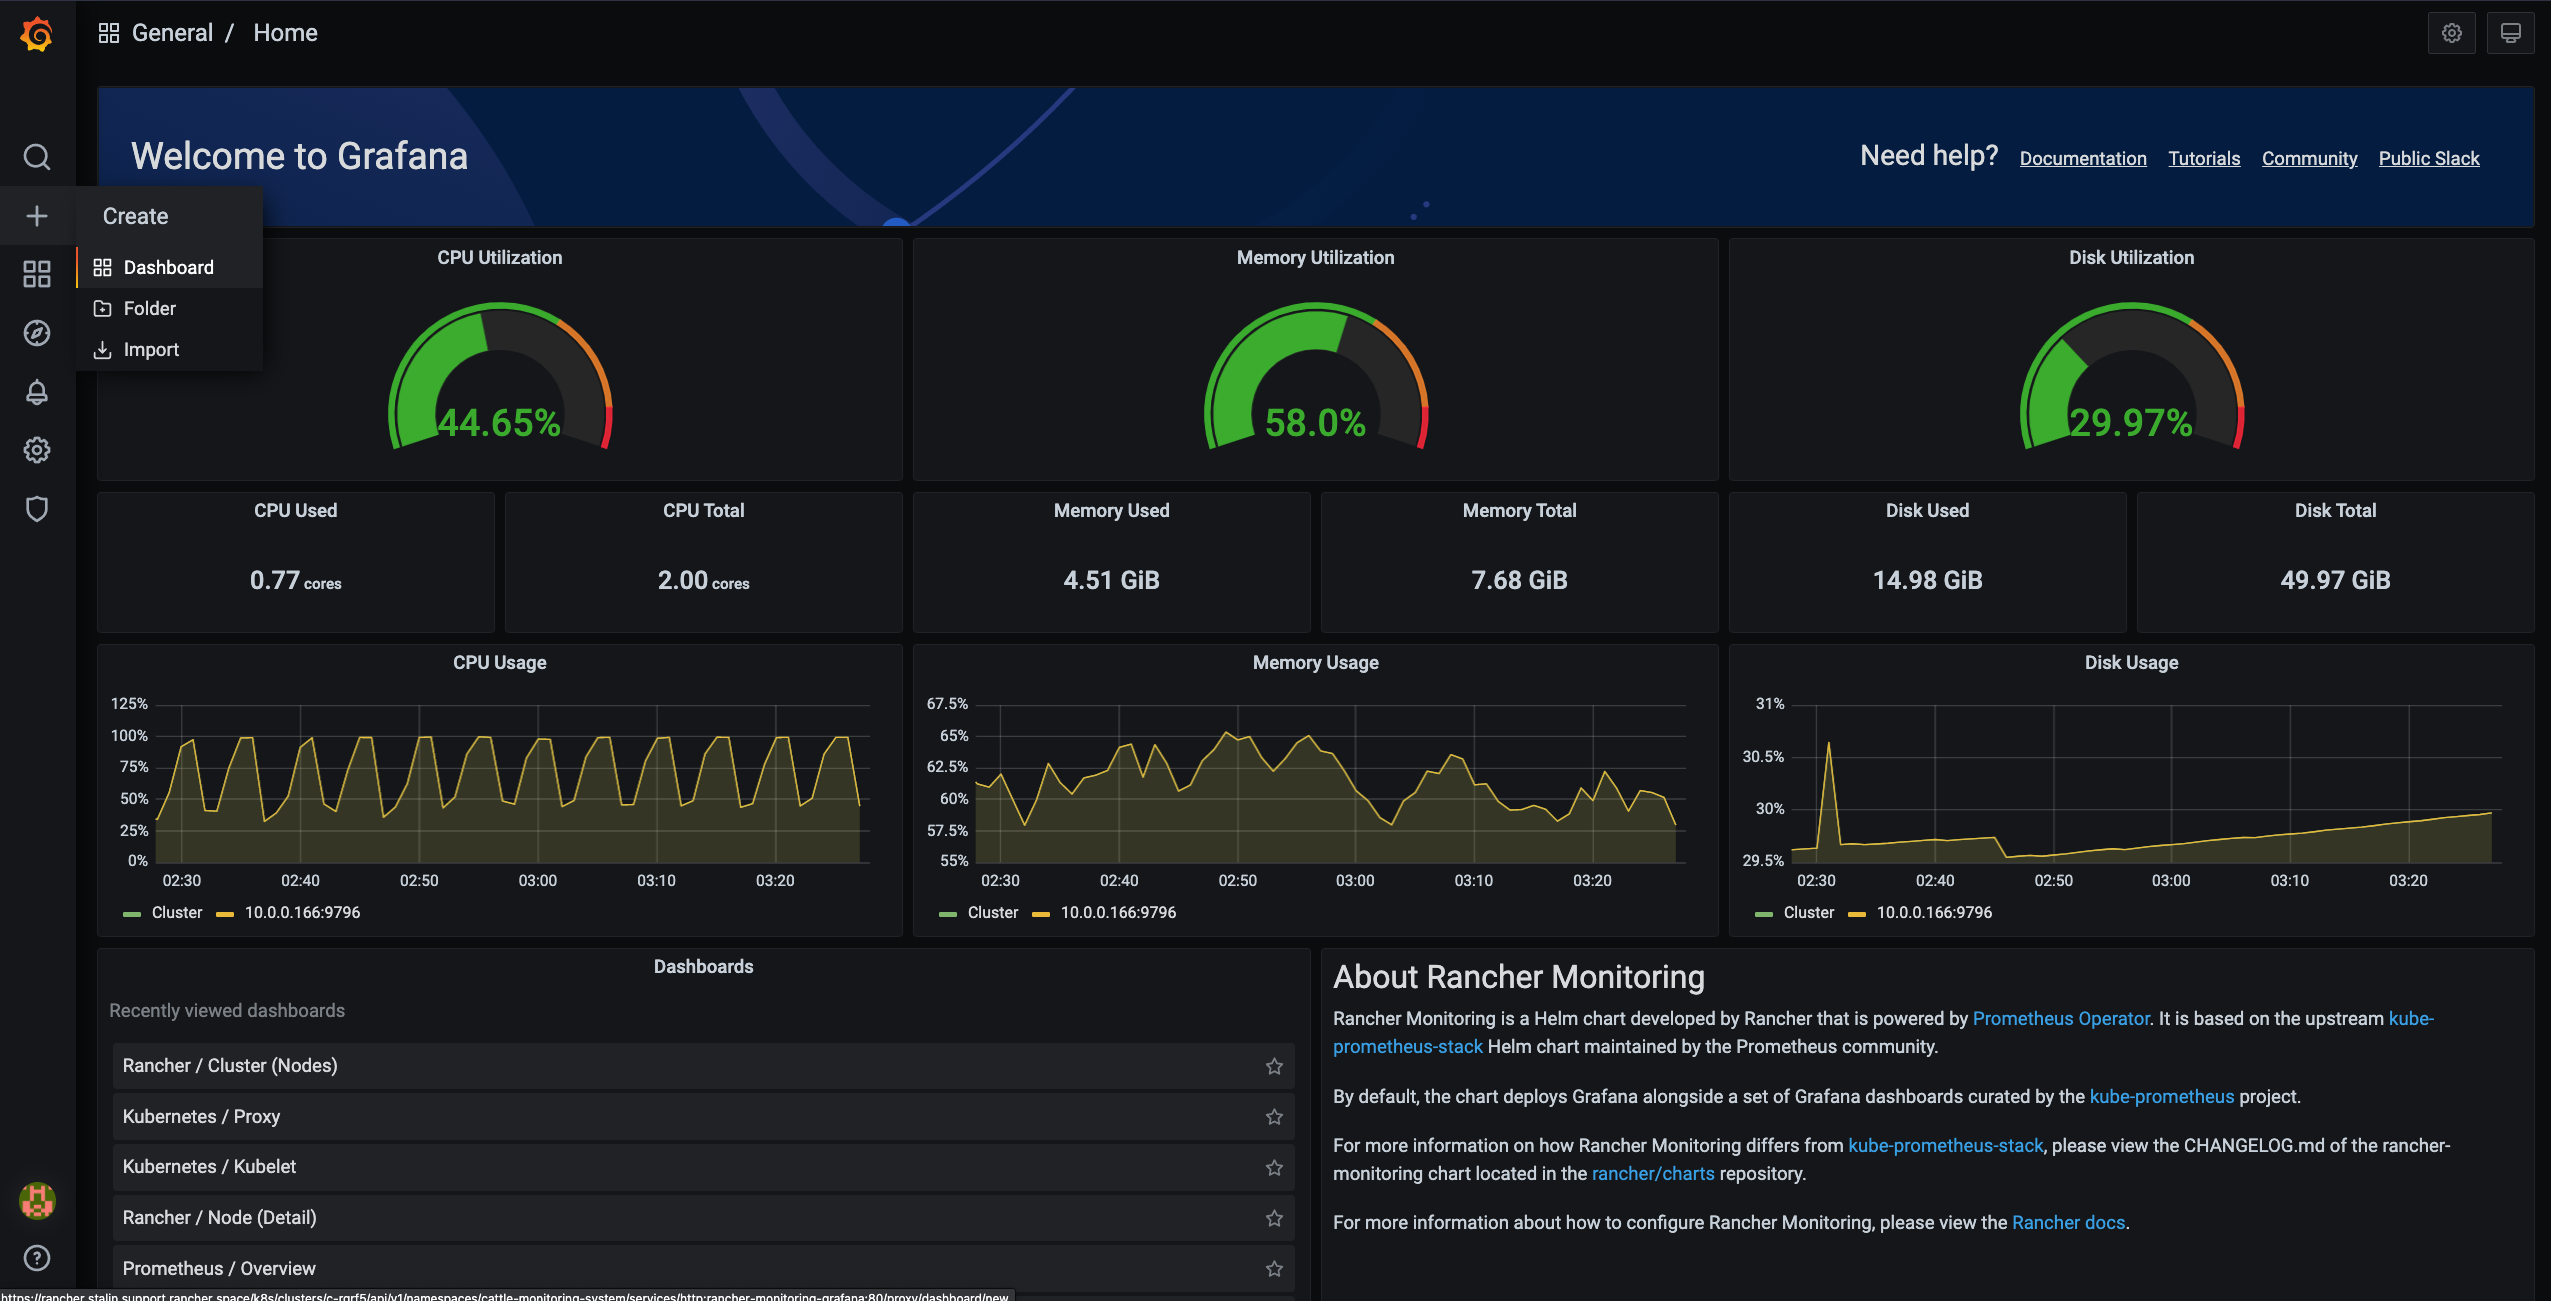 General / Home
Welcome to Grafana
Need help? Documentation Tutorials Community Public Slack
Create
Dashboard
Folder
Import
CPU Utilization
44.65%
Memory Utilization
58.0%
Disk Utilization
29.97%
CPU Used
0.77 cores
CPU Total
2.00 cores
Memory Used
4.51 GiB
Memory Total
7.68 GiB
Disk Used
14.98 GiB
Disk Total
49.97 GiB
CPU Usage
125%
100%
75%
50%
25%
0%
02:30 02:40 02:50 03:00 03:10 03:20
Cluster 10.0.0.166:9796
Memory Usage
67.5%
65%
62.5%
60%
57.5%
55%
02:30 02:40 02:50 03:00 03:10 03:20
Cluster 10.0.0.166:9796
Disk Usage
31%
30.5%
30%
29.5%
02:30 02:40 02:50 03:00 03:10 03:20
Cluster 10.0.0.166:9796
Dashboards
Recently viewed dashboards
Rancher / Cluster (Nodes)
Kubernetes / Proxy
Kubernetes / Kubelet
Rancher / Node (Detail)
Prometheus / Overview
About Rancher Monitoring
Rancher Monitoring is a Helm chart developed by Rancher that is powered by Prometheus Operator. It is based on the upstream kube-
prometheus-stack Helm chart maintained by the Prometheus community.
By default, the chart deploys Grafana alongside a set of Grafana dashboards curated by the kube-prometheus project.
For more information on how Rancher Monitoring differs from kube-prometheus-stack, please view the CHANGELOG.md of the rancher-
monitoring chart located in the rancher/charts repository.
For more information about how to configure Rancher Monitoring, please view the Rancher docs.
https://rancher.stalin.support.rancher.space/k8s/clusters/c-rqrf5/api/v1/namespaces/cattle-monitoring-system/services/http:rancher-monitoring-grafana:80/proxy/dashboard/new